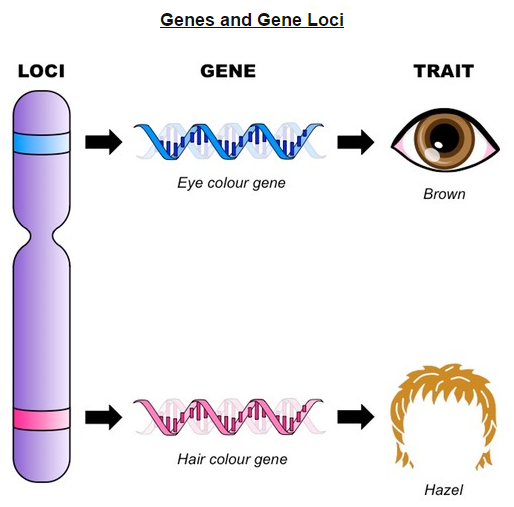 Genes and Gene Loci
LOCI
GENE
TRAIT
Eye colour gene
Brown
Hair colour gene
Hazel